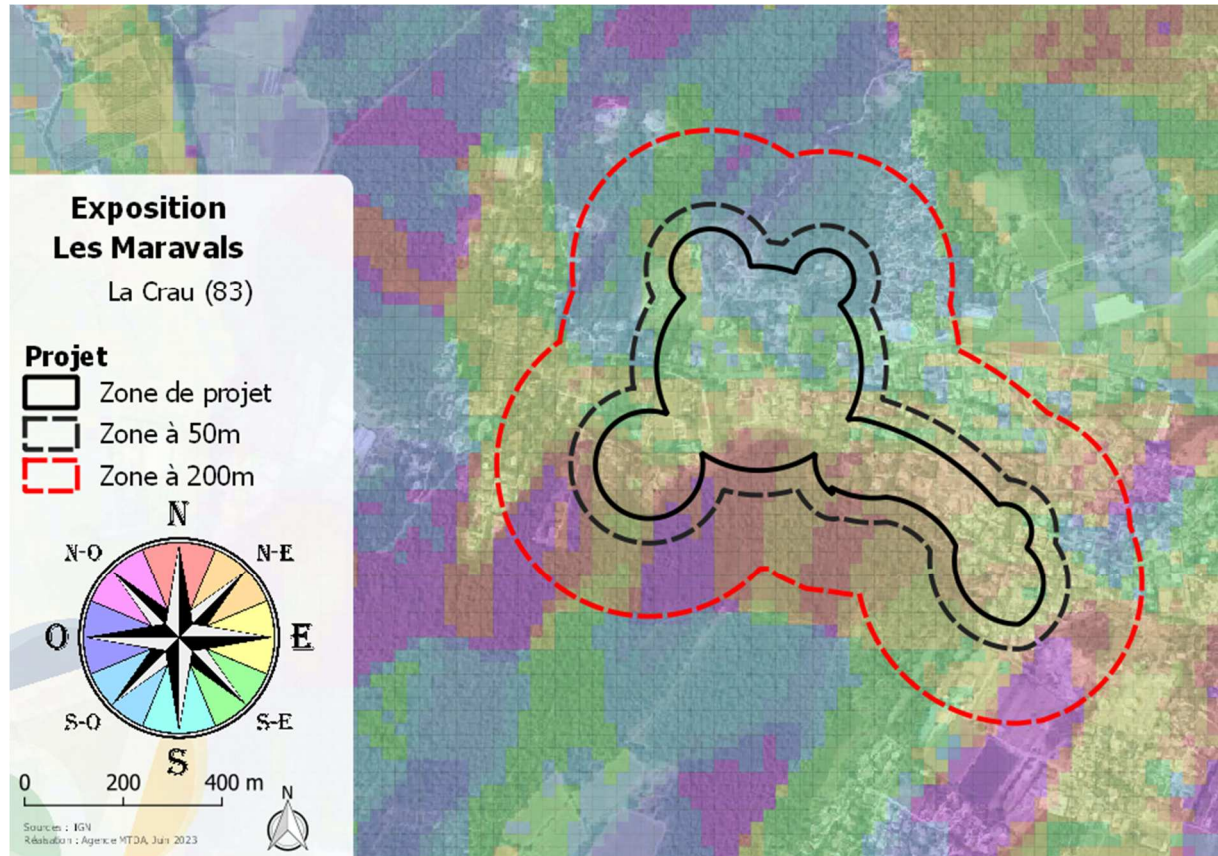 Exposition
Les Maravals
La Crau (83)
Projet
Zone de projet
Zone à 50m
Zone à 200m
N
N-O
N-E
O
E
S-O
S-E
S
0 200 400 m
N
Sources : IGN
Réalisation : Agence MTDA, Juin 2023